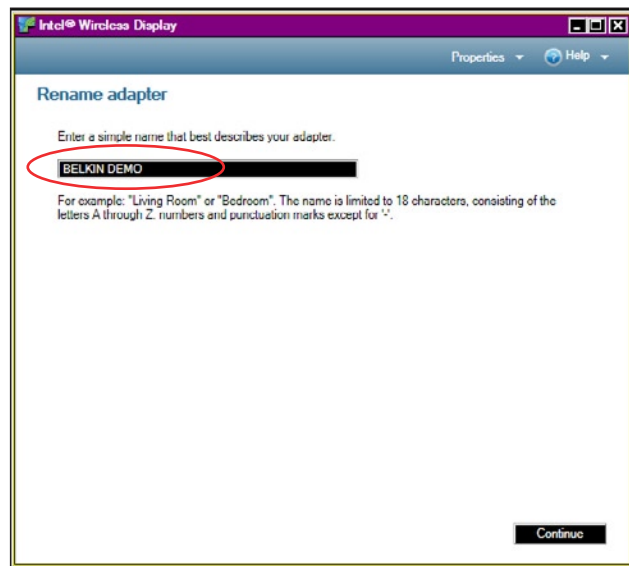 Intel® Wireless Display
Properties
Help
Rename adapter
Enter a simple name that best describes your adapter.
BELKIN DEMO
For example: "Living Room" or "Bedroom". The name is limited to 18 characters, consisting of the
letters A through Z, numbers and punctuation marks except for '-'.
Continue